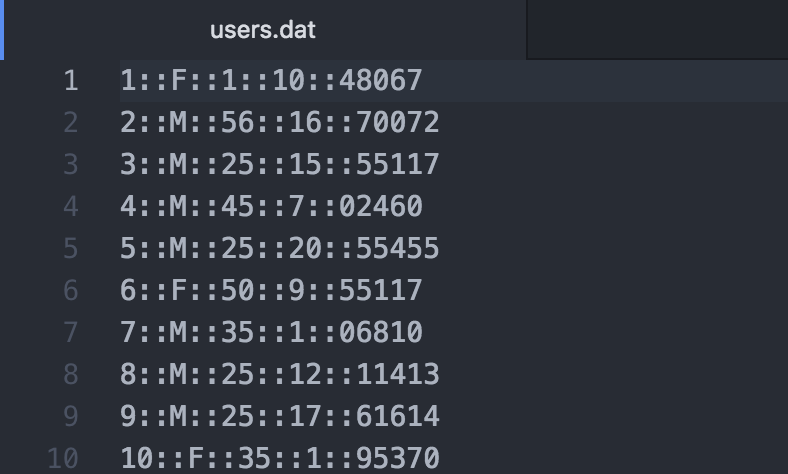 users.dat
1 1::F::1::10::48067
2 2::M::56::16::70072
3 3::M::25::15::55117
4 4::M::45::7::02460
5 5::M::25::20::55455
6 6::F::50::9::55117
7 7::M::35::1::06810
8 8::M::25::12::11413
9 9::M::25::17::61614
10 10::F::35::1::95370